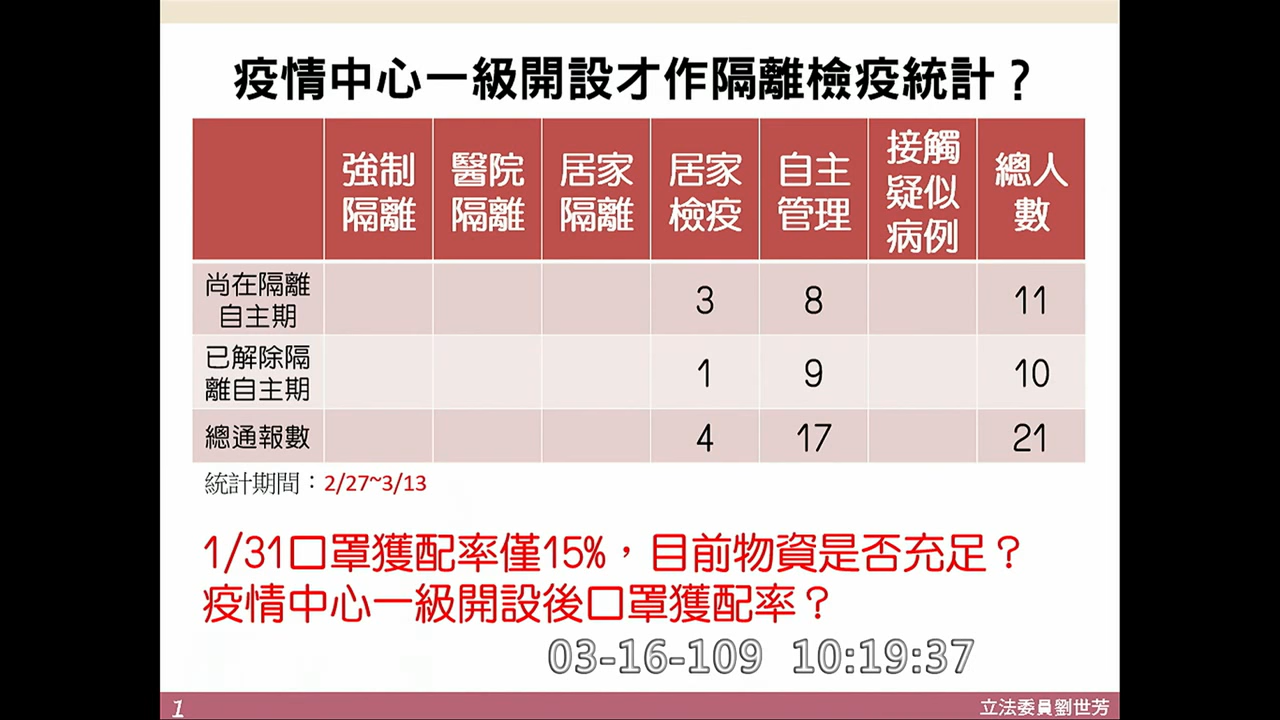 疫情中心一級開設才作隔離檢疫統計？
強制隔離 醫院隔離 居家隔離 居家檢疫 自主管理 接觸疑似病例 總人數
尚在隔離自主期 3 8 11
已解除隔離自主期 1 9 10
總通報數 4 17 21
統計期間：2/27~3/13
1/31口罩獲配率僅15%，目前物資是否充足？
疫情中心一級開設後口罩獲配率？
03-16-109 10:19:37
1 立法委員劉世芳